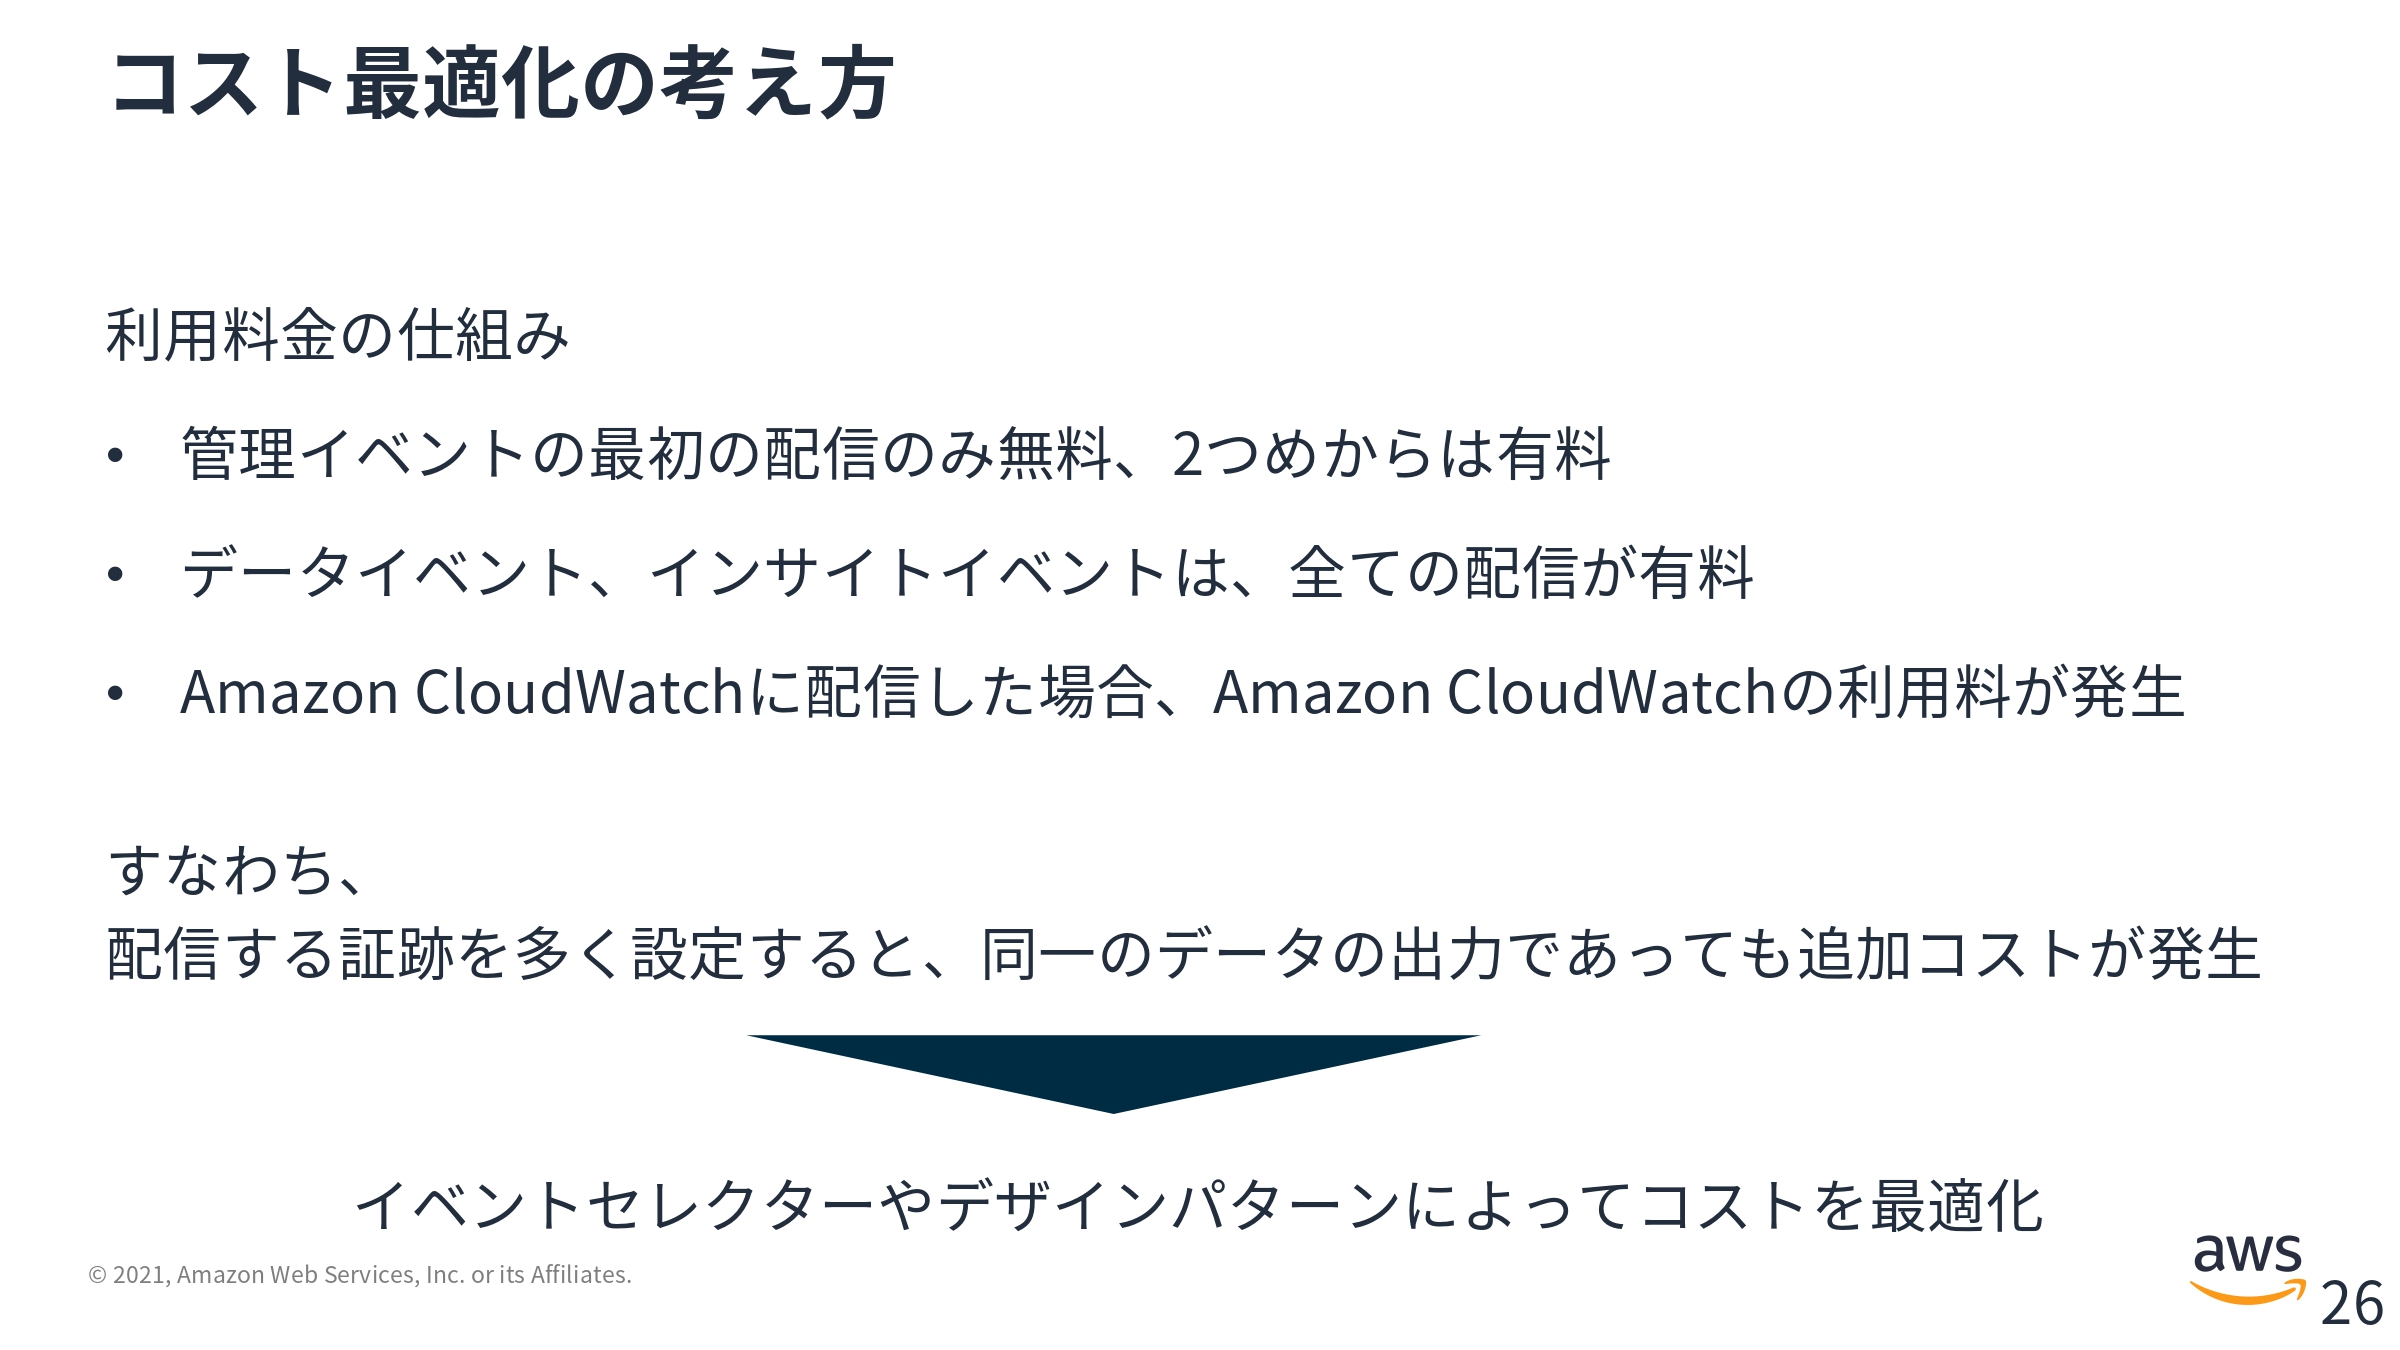 コスト最適化の考え方
利用料金の仕組み
• 管理イベントの最初の配信のみ無料、2つめからは有料
• データイベント、インサイトイベントは、全ての配信が有料
• Amazon CloudWatchに配信した場合、Amazon CloudWatchの利用料が発生
すなわち、
配信する証跡を多く設定すると、同一のデータの出力であっても追加コストが発生
イベントセレクターやデザインパターンによってコストを最適化
© 2021, Amazon Web Services, Inc. or its Affiliates.
aws
26